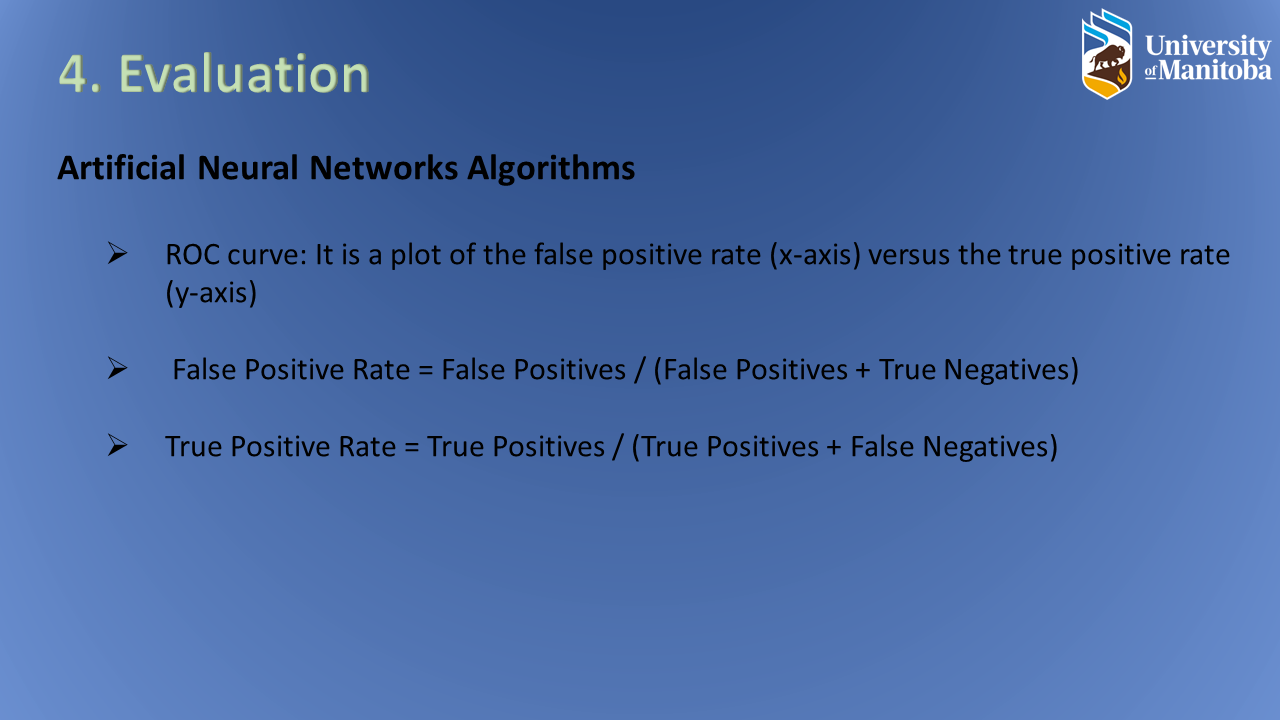 4. Evaluation
University
of Manitoba
Artificial Neural Networks Algorithms
➢ ROC curve: It is a plot of the false positive rate (x-axis) versus the true positive rate
(y-axis)
➢ False Positive Rate = False Positives / (False Positives + True Negatives)
➢ True Positive Rate = True Positives / (True Positives + False Negatives)